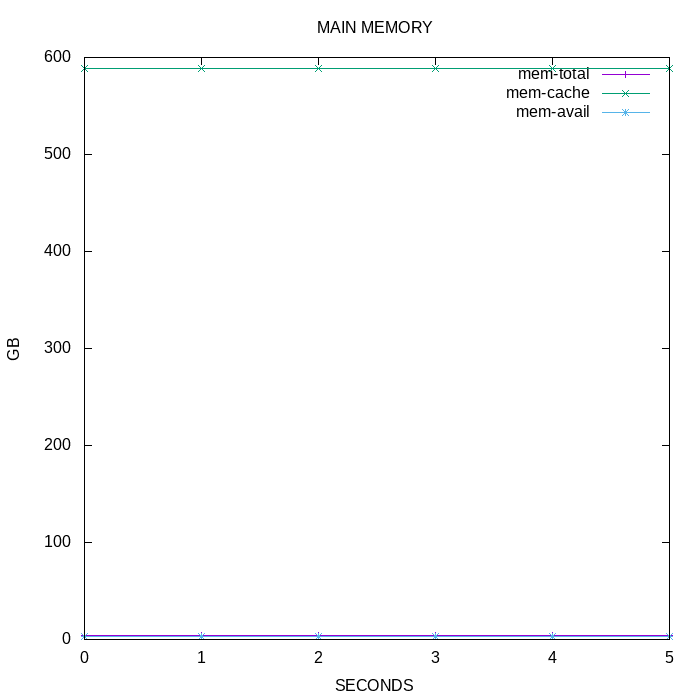 MAIN MEMORY
600
500
400
300
200
100
0
GB
mem-total
mem-cache
mem-avail
0 1 2 3 4 5
SECONDS